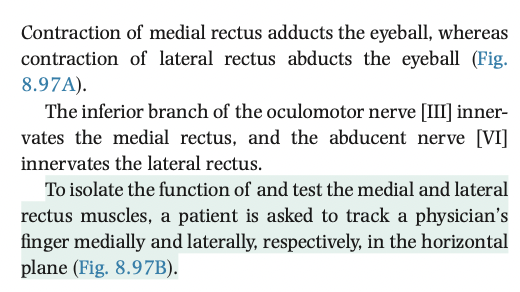 Contraction of medial rectus adducts the eyeball, whereas
contraction of lateral rectus abducts the eyeball (Fig.
8.97A).
The inferior branch of the oculomotor nerve [III] inner-
vates the medial rectus, and the abducent nerve [VI]
innervates the lateral rectus.
To isolate the function of and test the medial and lateral
rectus muscles, a patient is asked to track a physician’s
finger medially and laterally, respectively, in the horizontal
plane (Fig. 8.97B).